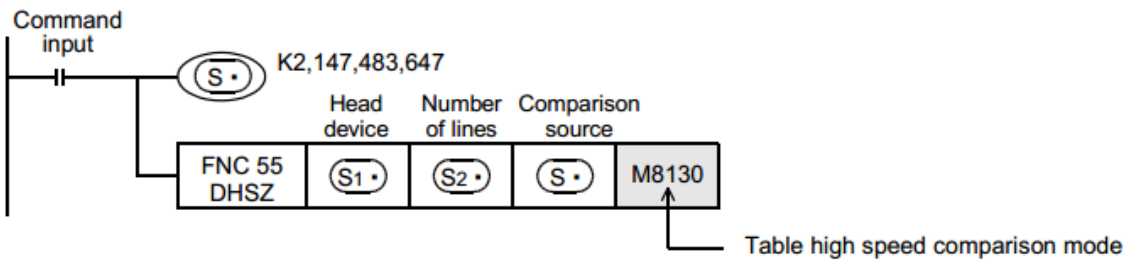 Command
input
S • K2,147,483,647
Head Number Comparison
device of lines source
FNC 55
DHSZ
S1 • S2 • S • M8130
Table high speed comparison mode